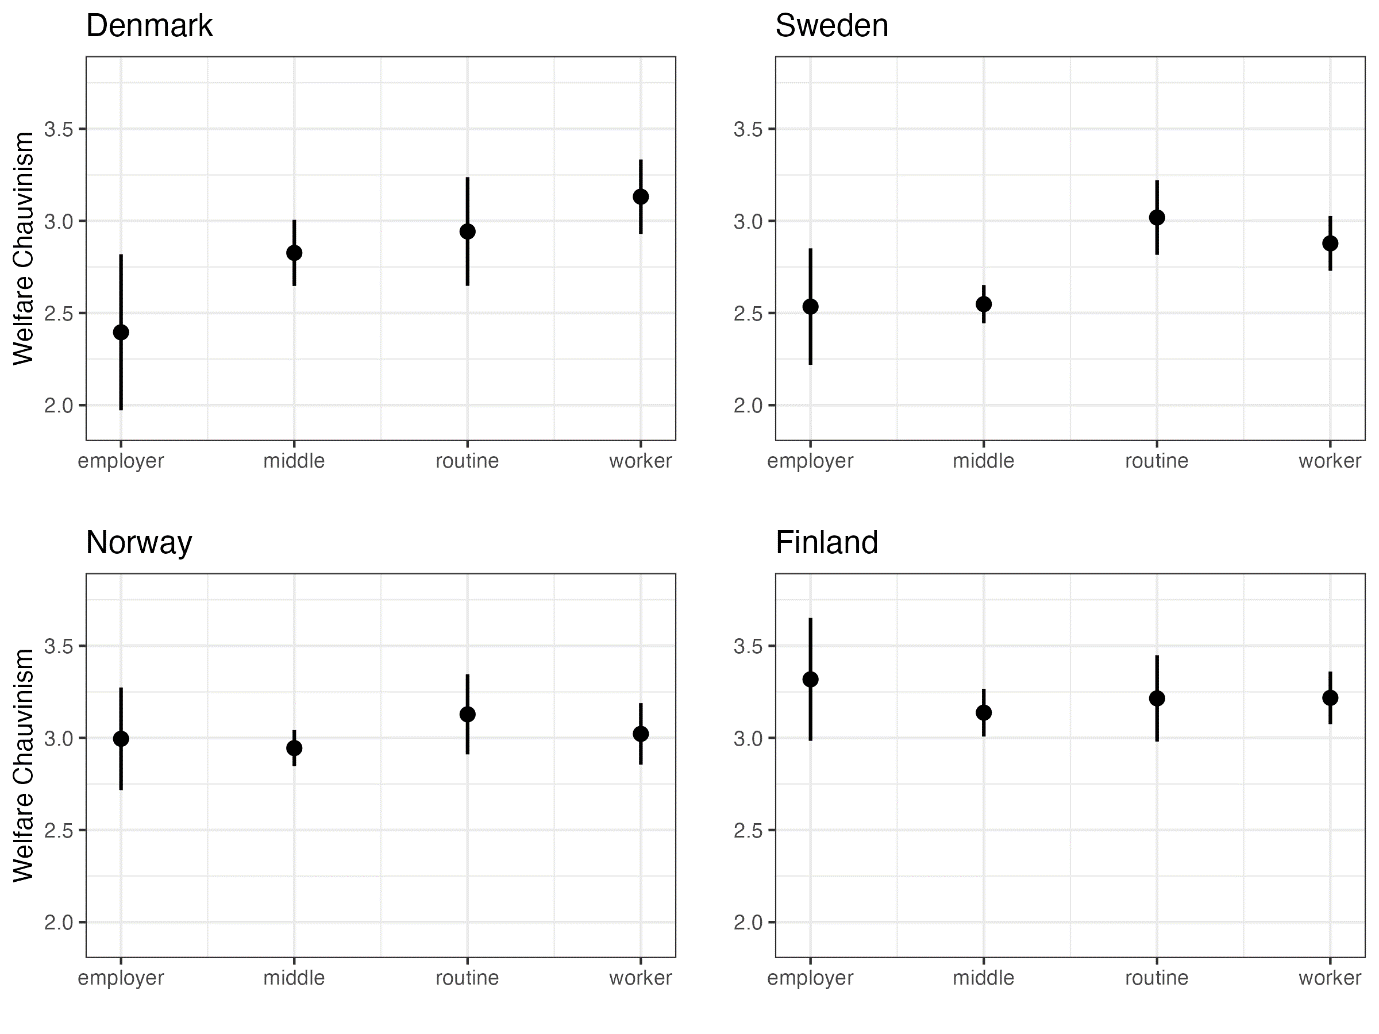 Denmark
Sweden
Welfare Chauvinism
3.5
3.0
2.5
2.0
employer middle routine worker
3.5
3.0
2.5
2.0
employer middle routine worker
Norway
Finland
Welfare Chauvinism
3.5
3.0
2.5
2.0
employer middle routine worker
3.5
3.0
2.5
2.0
employer middle routine worker